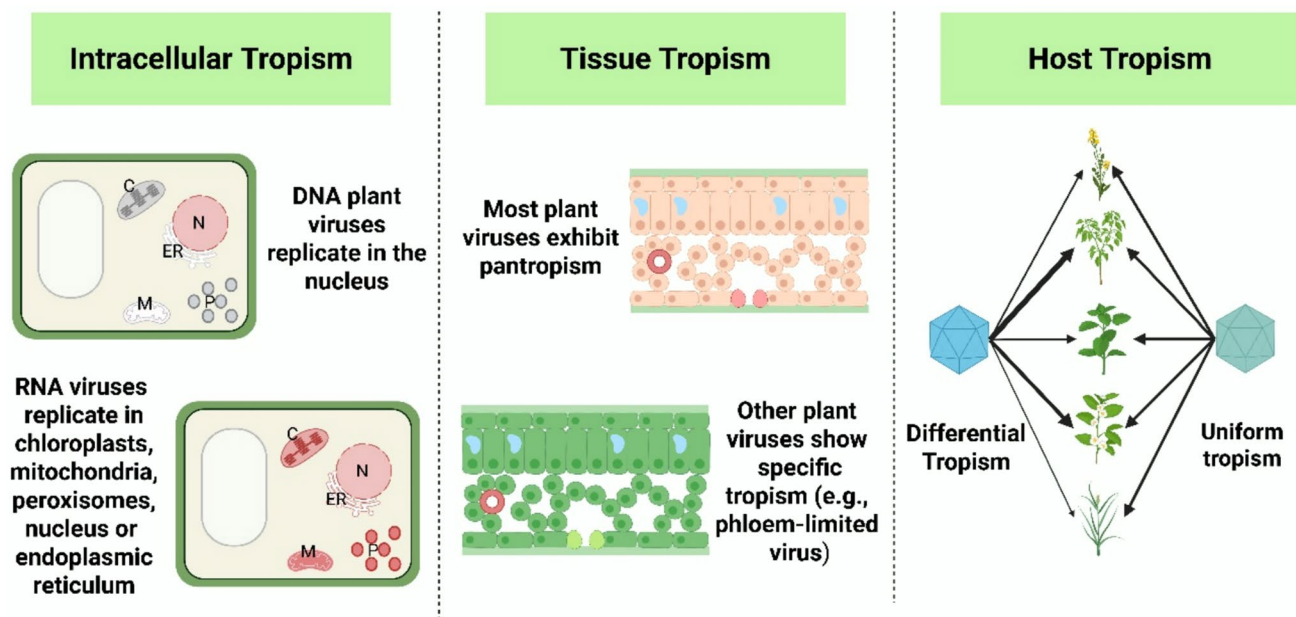 Intracellular Tropism
C
N
ER
M
P
DNA plant
viruses
replicate in the
nucleus
RNA viruses
replicate in
chloroplasts,
mitochondria,
peroxisomes,
nucleus or
endoplasmic
reticulum
C
N
ER
M
P
Tissue Tropism
Most plant
viruses exhibit
pantropism
Other plant
viruses show
specific
tropism (e.g.,
phloem-limited
virus)
Host Tropism
Differential
Tropism
Uniform
tropism